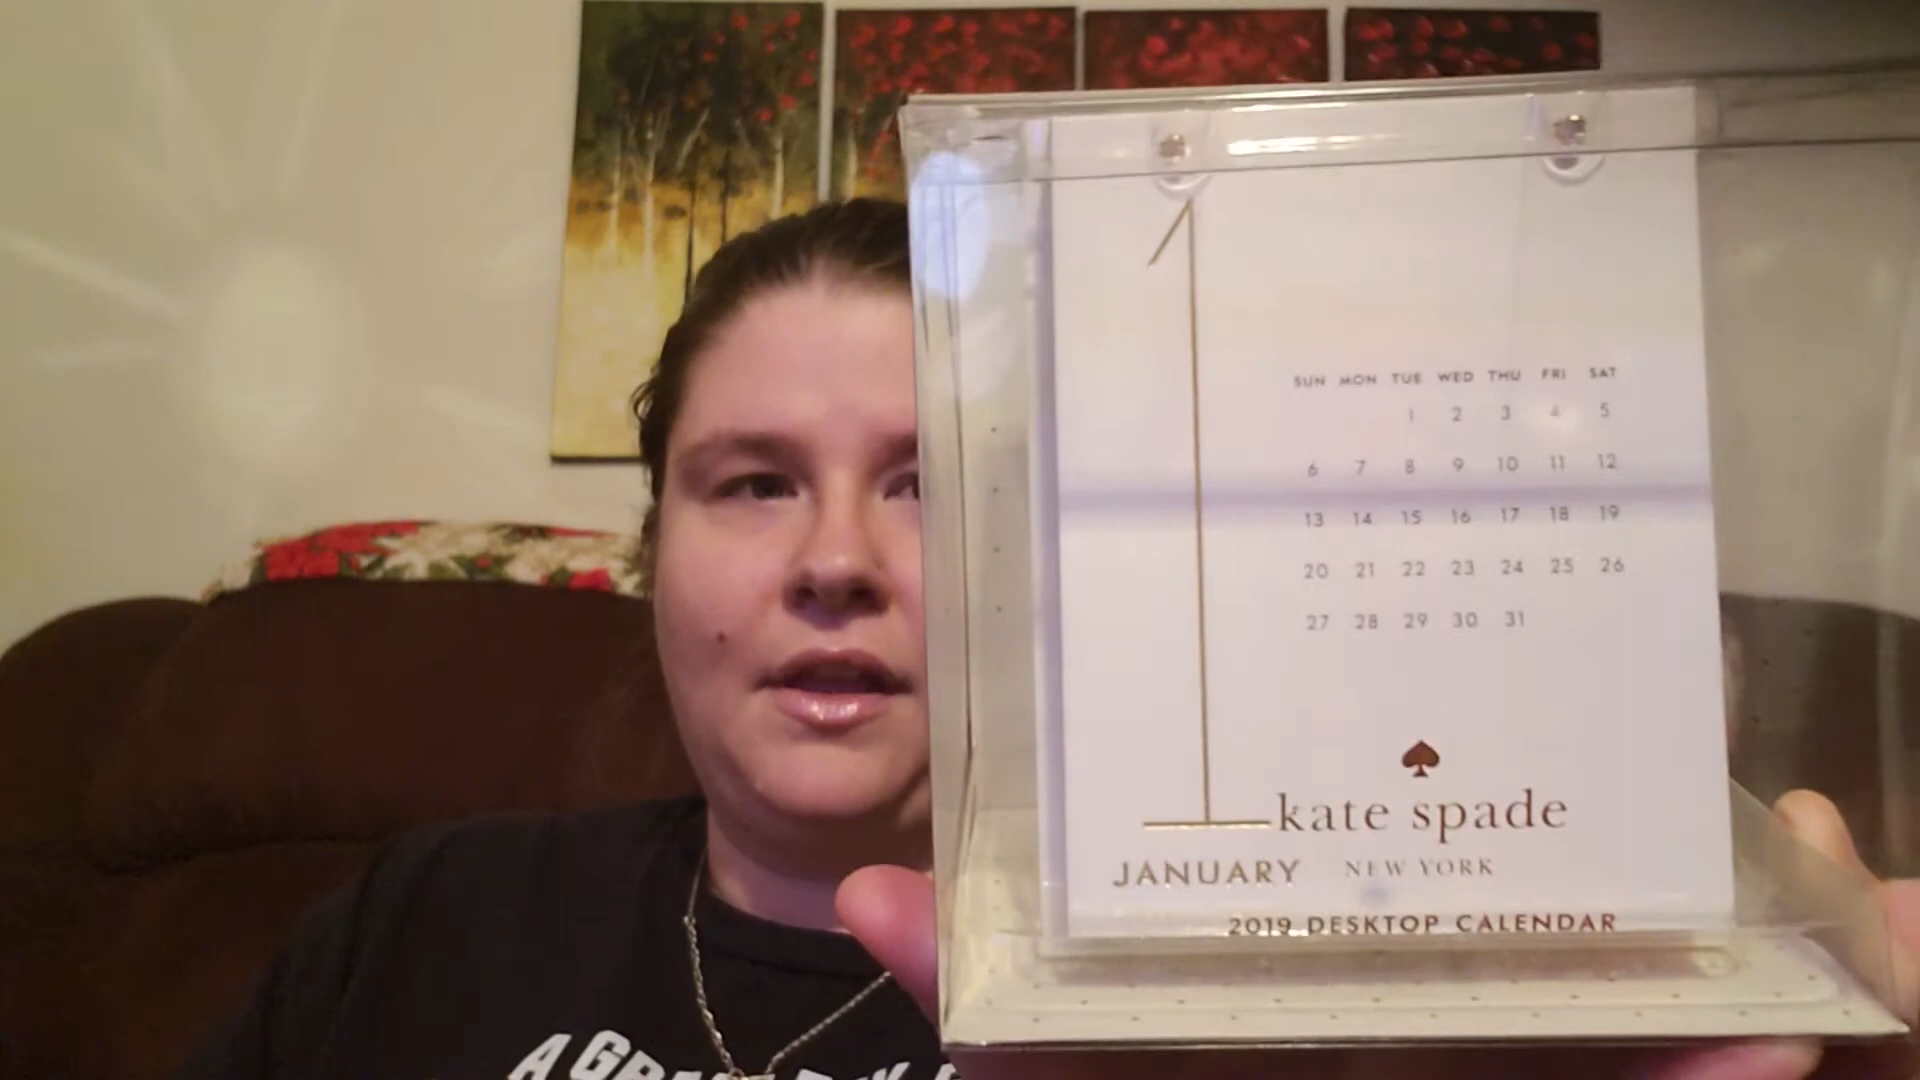 1
SUN MON TUE WED THU FRI SAT
1 2 3 4 5
6 7 8 9 10 11 12
13 14 15 16 17 18 19
20 21 22 23 24 25 26
27 28 29 30 31
kate spade
JANUARY NEW YORK
2019 DESKTOP CALENDAR
A